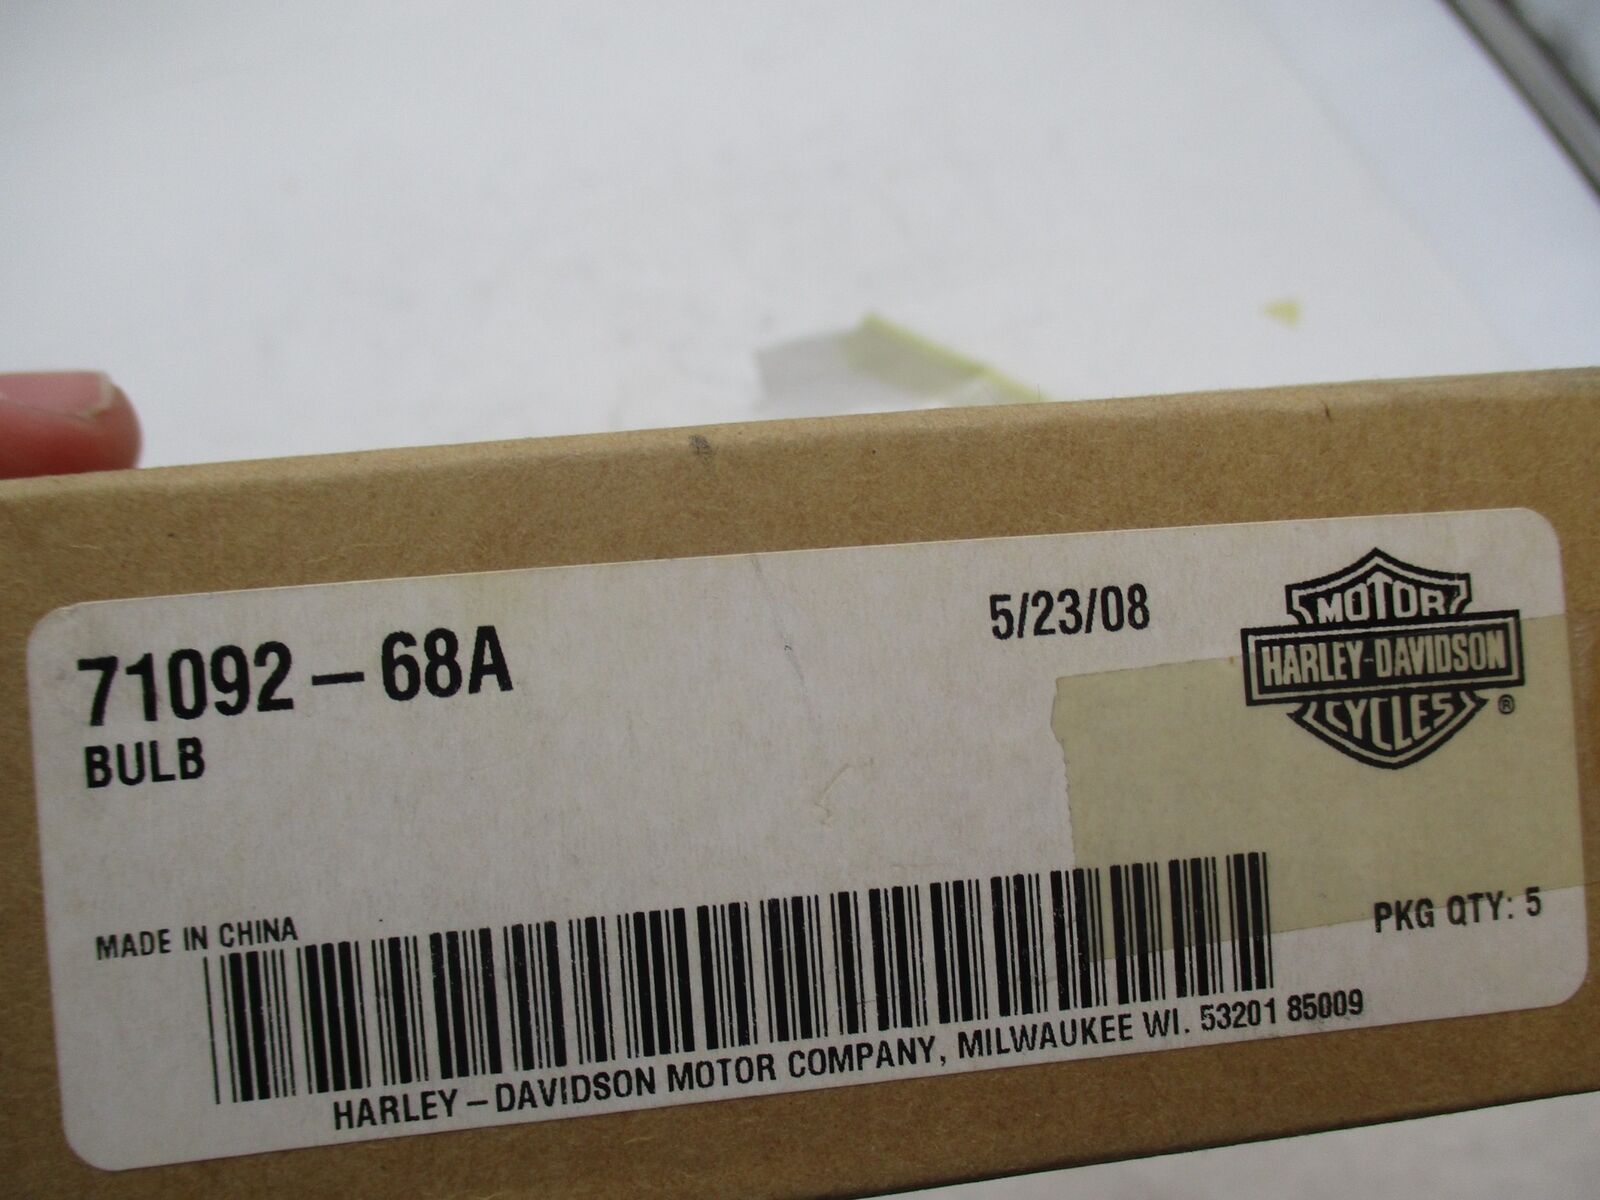 71092-68A
BULB
5/23/08
MOTOR
HARLEY-DAVIDSON
CYCLES
®
MADE IN CHINA
PKG QTY: 5
HARLEY-DAVIDSON MOTOR COMPANY, MILWAUKEE WI. 53201 85009